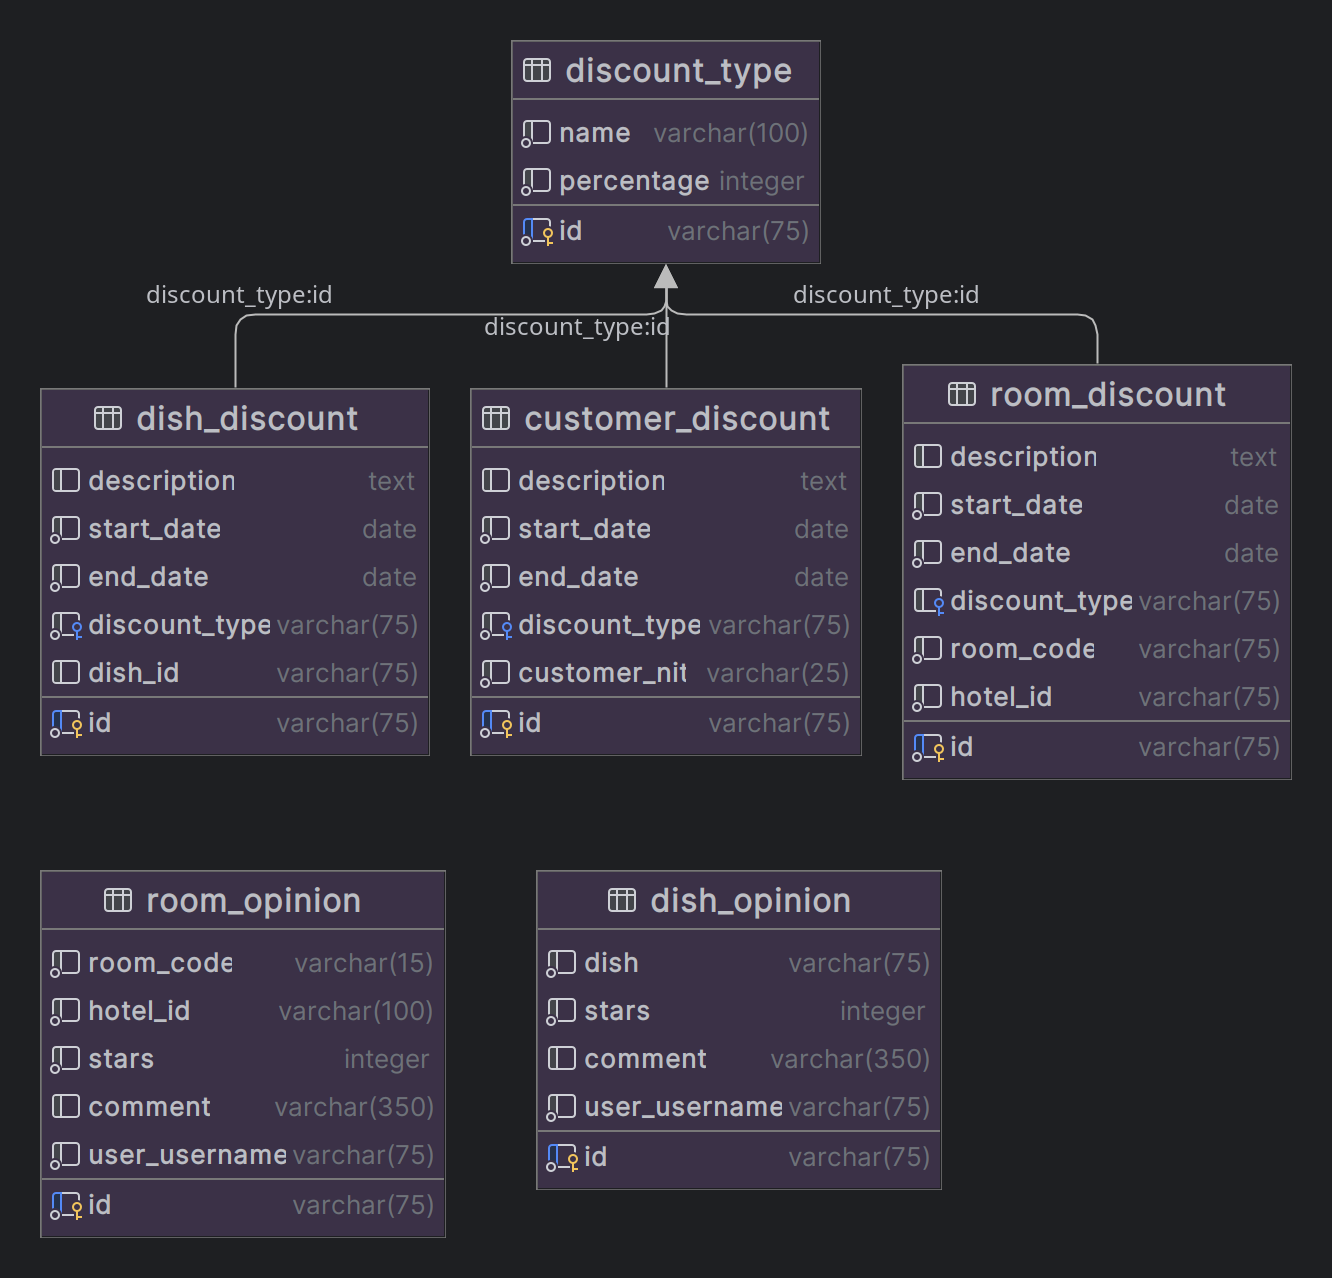 discount_type
name varchar(100)
percentage integer
id varchar(75)
discount_type:id
discount_type:id
discount_type:id
dish_discount
description text
start_date date
end_date date
discount_type varchar(75)
dish_id varchar(75)
id varchar(75)
customer_discount
description text
start_date date
end_date date
discount_type varchar(75)
customer_nit varchar(25)
id varchar(75)
room_discount
description text
start_date date
end_date date
discount_type varchar(75)
room_code varchar(75)
hotel_id varchar(75)
id varchar(75)
room_opinion
room_code varchar(15)
hotel_id varchar(100)
stars integer
comment varchar(350)
user_username varchar(75)
id varchar(75)
dish_opinion
dish varchar(75)
stars integer
comment varchar(350)
user_username varchar(75)
id varchar(75)